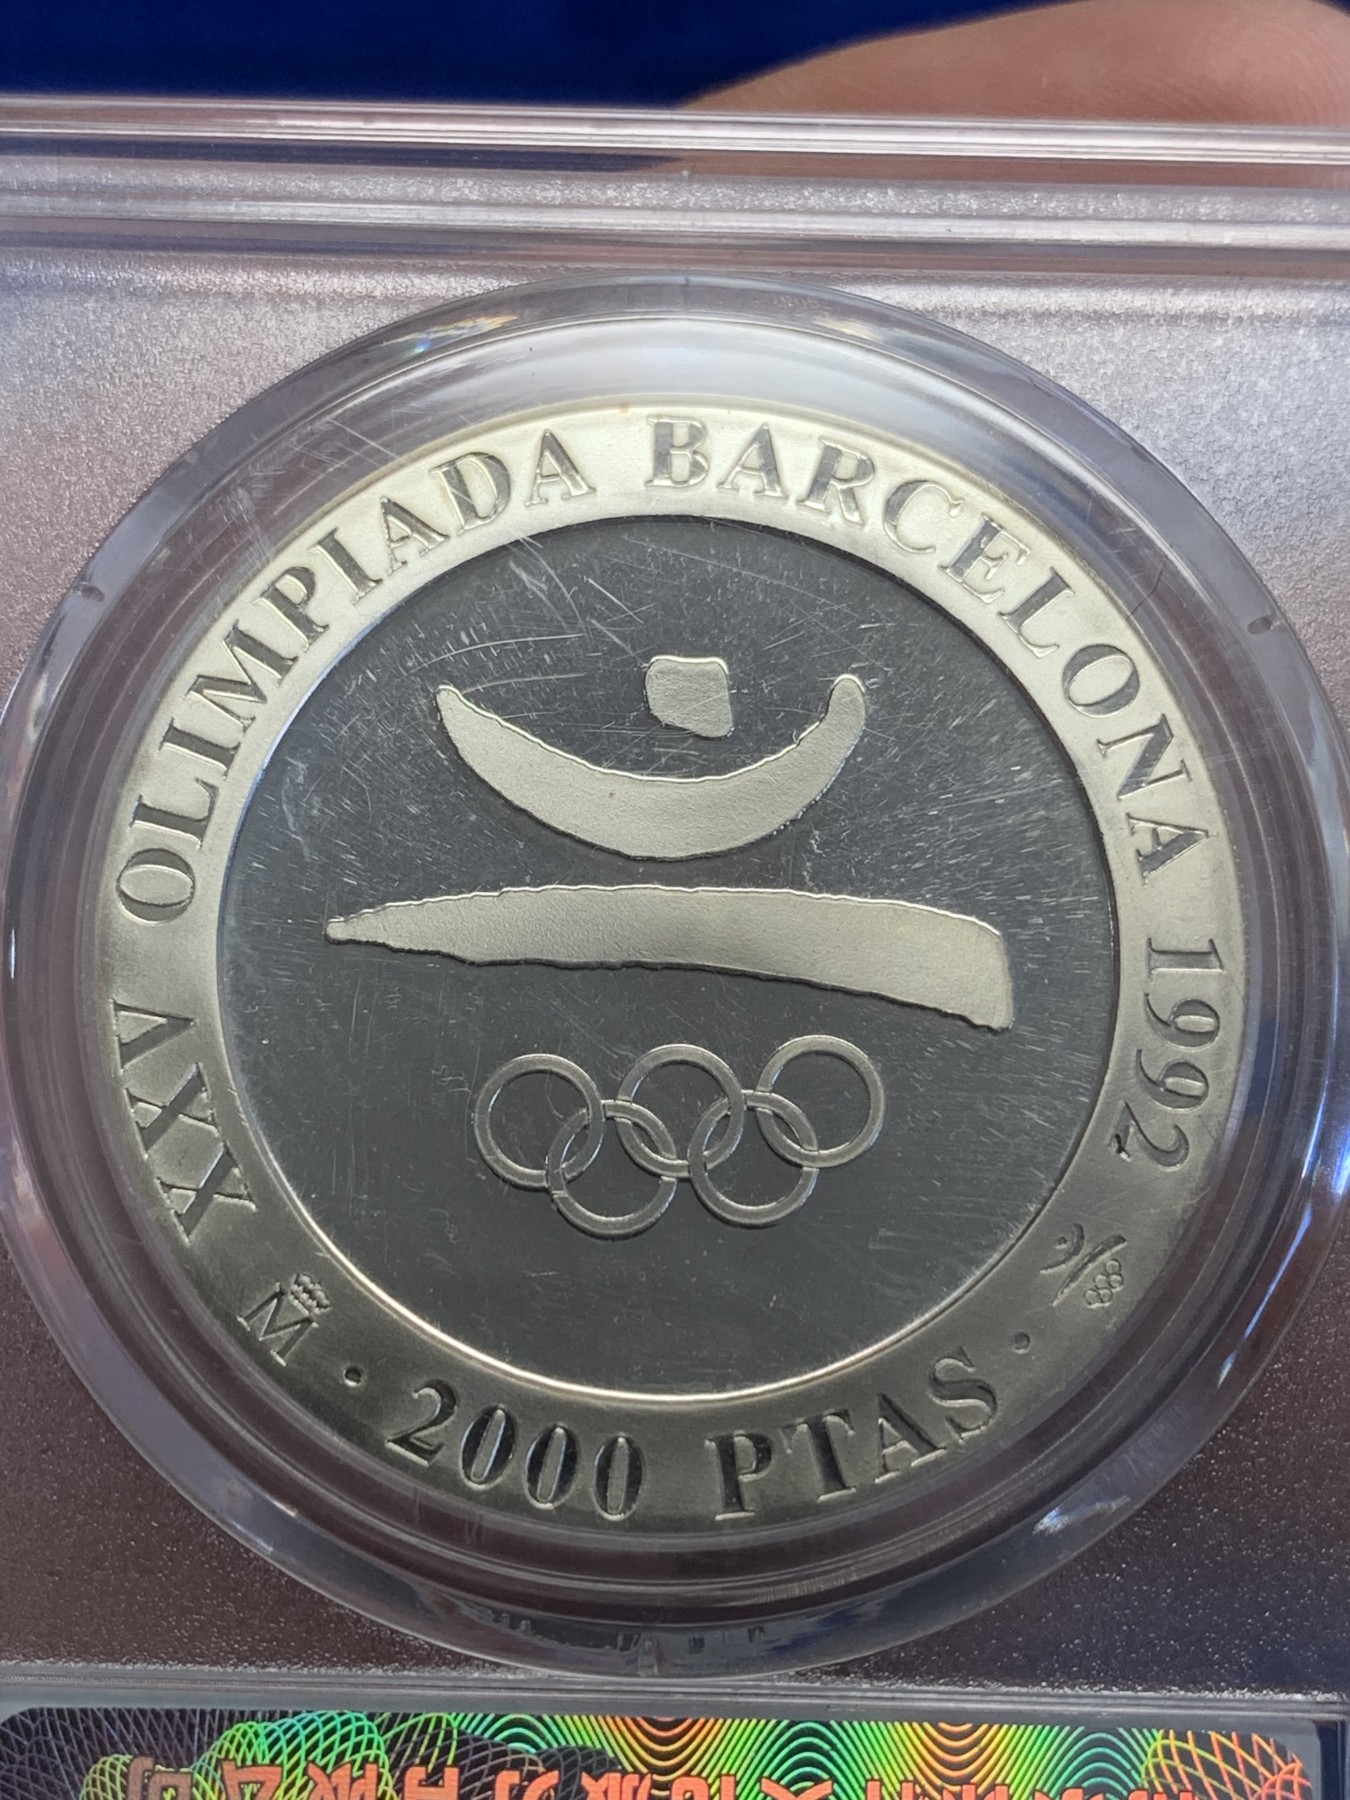 XXV OLIMPIADA BARCELONA 1992
M • 2000 PTAS •